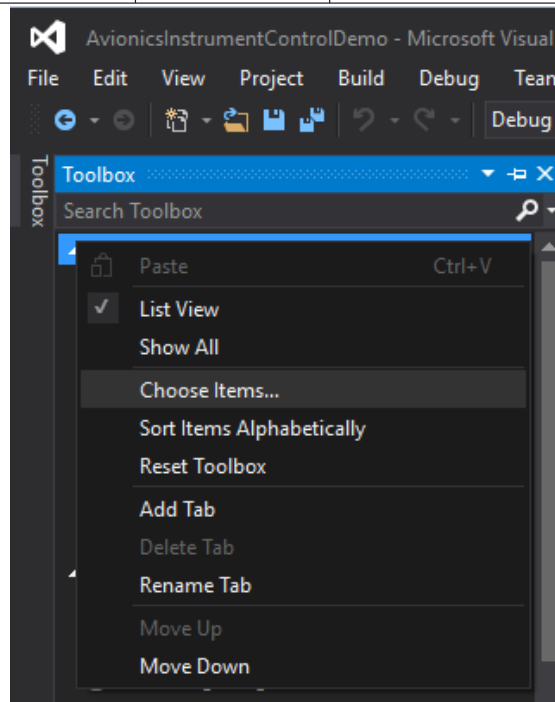 AvionicsInstrumentControlDemo - Microsoft Visual
File Edit View Project Build Debug Tean
Debug
Toolbox
Toolbox
Search Toolbox
Paste Ctrl+V
List View
Show All
Choose Items...
Sort Items Alphabetically
Reset Toolbox
Add Tab
Delete Tab
Rename Tab
Move Up
Move Down